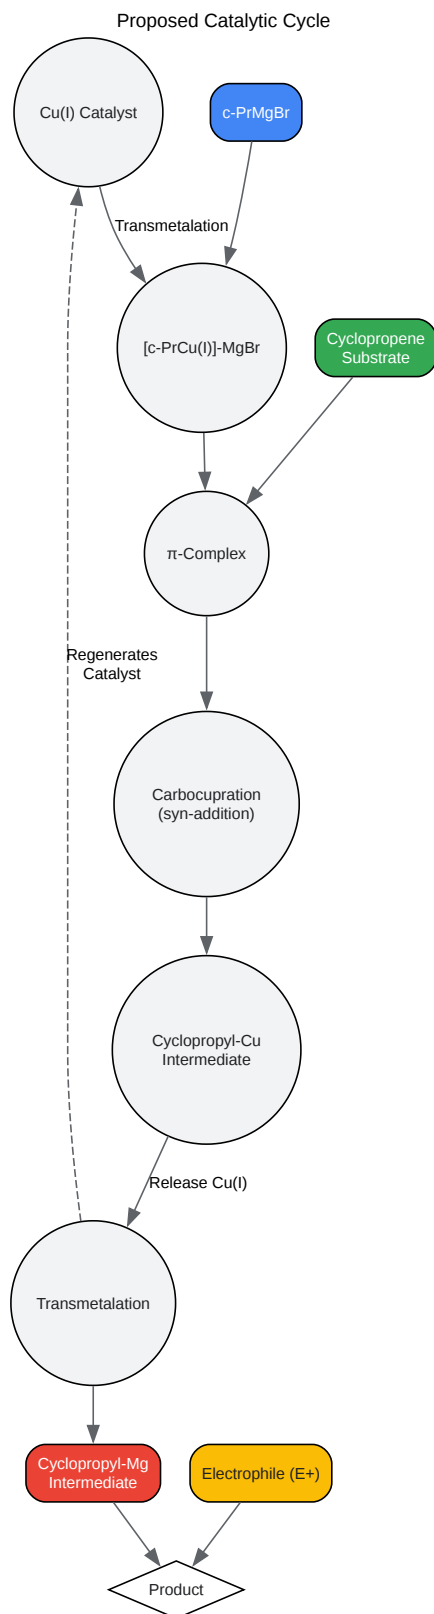 Proposed Catalytic Cycle
Cu(I) Catalyst
c-PrMgBr
Transmetalation
[c-PrCu(I)]-MgBr
Cyclopropene
Substrate
π-Complex
Regenerates
Catalyst
Carbocupration
(syn-addition)
Cyclopropyl-Cu
Intermediate
Release Cu(I)
Transmetalation
Cyclopropyl-Mg
Intermediate
Electrophile (E+)
Product